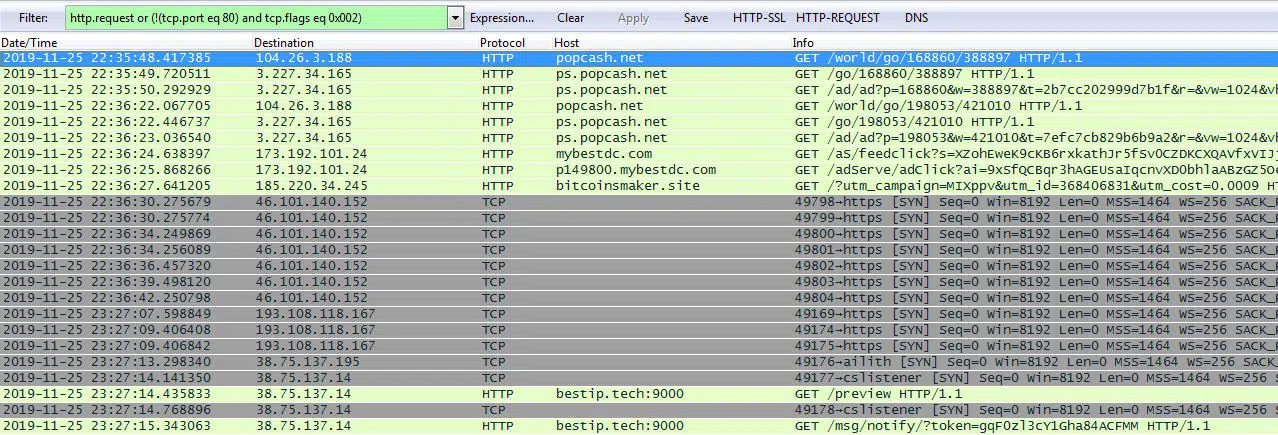 Filter: http.request or (!(tcp.port eq 80) and tcp.flags eq 0x002) Expression... Clear Apply Save HTTP-SSL HTTP-REQUEST DNS
Date/Time Destination Protocol Host Info
2019-11-25 22:35:48.417385 104.26.3.188 HTTP popcash.net GET /world/go/168860/388897 HTTP/1.1
2019-11-25 22:35:49.720511 3.227.34.165 HTTP ps.popcash.net GET /go/168860/388897 HTTP/1.1
2019-11-25 22:35:50.292929 3.227.34.165 HTTP ps.popcash.net GET /ad/ad?p=168860&w=388897&t=2b7cc202999d7b1f&r=&vw=1024&vh
2019-11-25 22:36:22.067705 104.26.3.188 HTTP popcash.net GET /world/go/198053/421010 HTTP/1.1
2019-11-25 22:36:22.446737 3.227.34.165 HTTP ps.popcash.net GET /go/198053/421010 HTTP/1.1
2019-11-25 22:36:23.036540 3.227.34.165 HTTP ps.popcash.net GET /ad/ad?p=198053&w=421010&t=7efc7cb829b6b9a2&r=&vw=1024&vh
2019-11-25 22:36:24.638397 173.192.101.24 HTTP mybestdc.com GET /as/feedclick?s=XZohEweK9cKB6rxkathJr5fSv0CZDKCXQAVfxVIJj
2019-11-25 22:36:25.868266 173.192.101.24 HTTP p149800.mybestdc.com GET /adServe/adClick?ai=9xSfQCBqr3hAGEUsaIqcnvXD0bhlaABzGZ5Oe
2019-11-25 22:36:27.641205 185.220.34.245 HTTP bitcoinsmaker.site GET /?utm_campaign=MIXppv&utm_id=368406831&utm_cost=0.0009 H
2019-11-25 22:36:30.275679 46.101.140.152 TCP 49798→https [SYN] Seq=0 Win=8192 Len=0 MSS=1464 WS=256 SACK_P
2019-11-25 22:36:30.275774 46.101.140.152 TCP 49799→https [SYN] Seq=0 Win=8192 Len=0 MSS=1464 WS=256 SACK_P
2019-11-25 22:36:34.249869 46.101.140.152 TCP 49800→https [SYN] Seq=0 Win=8192 Len=0 MSS=1464 WS=256 SACK_P
2019-11-25 22:36:34.256089 46.101.140.152 TCP 49801→https [SYN] Seq=0 Win=8192 Len=0 MSS=1464 WS=256 SACK_P
2019-11-25 22:36:36.457320 46.101.140.152 TCP 49802→https [SYN] Seq=0 Win=8192 Len=0 MSS=1464 WS=256 SACK_P
2019-11-25 22:36:39.498120 46.101.140.152 TCP 49803→https [SYN] Seq=0 Win=8192 Len=0 MSS=1464 WS=256 SACK_P
2019-11-25 22:36:42.250798 46.101.140.152 TCP 49804→https [SYN] Seq=0 Win=8192 Len=0 MSS=1464 WS=256 SACK_P
2019-11-25 23:27:07.598849 193.108.118.167 TCP 49169→https [SYN] Seq=0 Win=8192 Len=0 MSS=1464 WS=256 SACK_P
2019-11-25 23:27:09.406408 193.108.118.167 TCP 49174→https [SYN] Seq=0 Win=8192 Len=0 MSS=1464 WS=256 SACK_P
2019-11-25 23:27:09.406842 193.108.118.167 TCP 49175→https [SYN] Seq=0 Win=8192 Len=0 MSS=1464 WS=256 SACK_P
2019-11-25 23:27:13.298340 38.75.137.195 TCP 49176→ailith [SYN] Seq=0 Win=8192 Len=0 MSS=1464 WS=256 SACK_
2019-11-25 23:27:14.141350 38.75.137.14 TCP 49177→cslistener [SYN] Seq=0 Win=8192 Len=0 MSS=1464 WS=256 S
2019-11-25 23:27:14.435833 38.75.137.14 HTTP bestip.tech:9000 GET /preview HTTP/1.1
2019-11-25 23:27:14.768896 38.75.137.14 TCP 49178→cslistener [SYN] Seq=0 Win=8192 Len=0 MSS=1464 WS=256 S
2019-11-25 23:27:15.343063 38.75.137.14 HTTP bestip.tech:9000 GET /msg/notify/?token=gqF0zl3cY1Gha84ACFMM HTTP/1.1